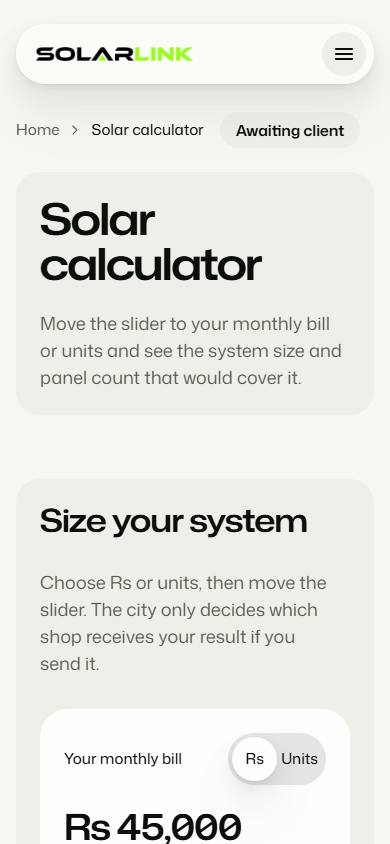 SOLARLINK
Home > Solar calculator Awaiting client
Solar
calculator
Move the slider to your monthly bill
or units and see the system size and
panel count that would cover it.
Size your system
Choose Rs or units, then move the
slider. The city only decides which
shop receives your result if you
send it.
Your monthly bill Rs Units
Rs 45,000